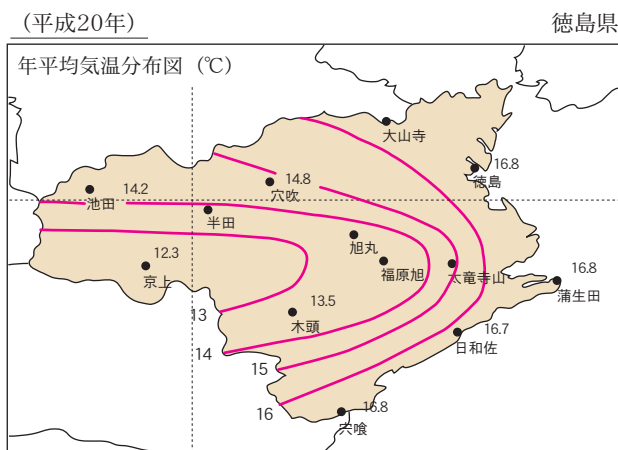 (平成20年)
徳島県
年平均気温分布図 (℃)
大山寺
16.8
徳島
14.8
穴吹
14.2
池田
半田
旭丸
福原旭
太竜寺山
12.3
京上
16.8
蒲生田
13.5
木頭
13
16.7
日和佐
14
15
16
16.8
宍喰